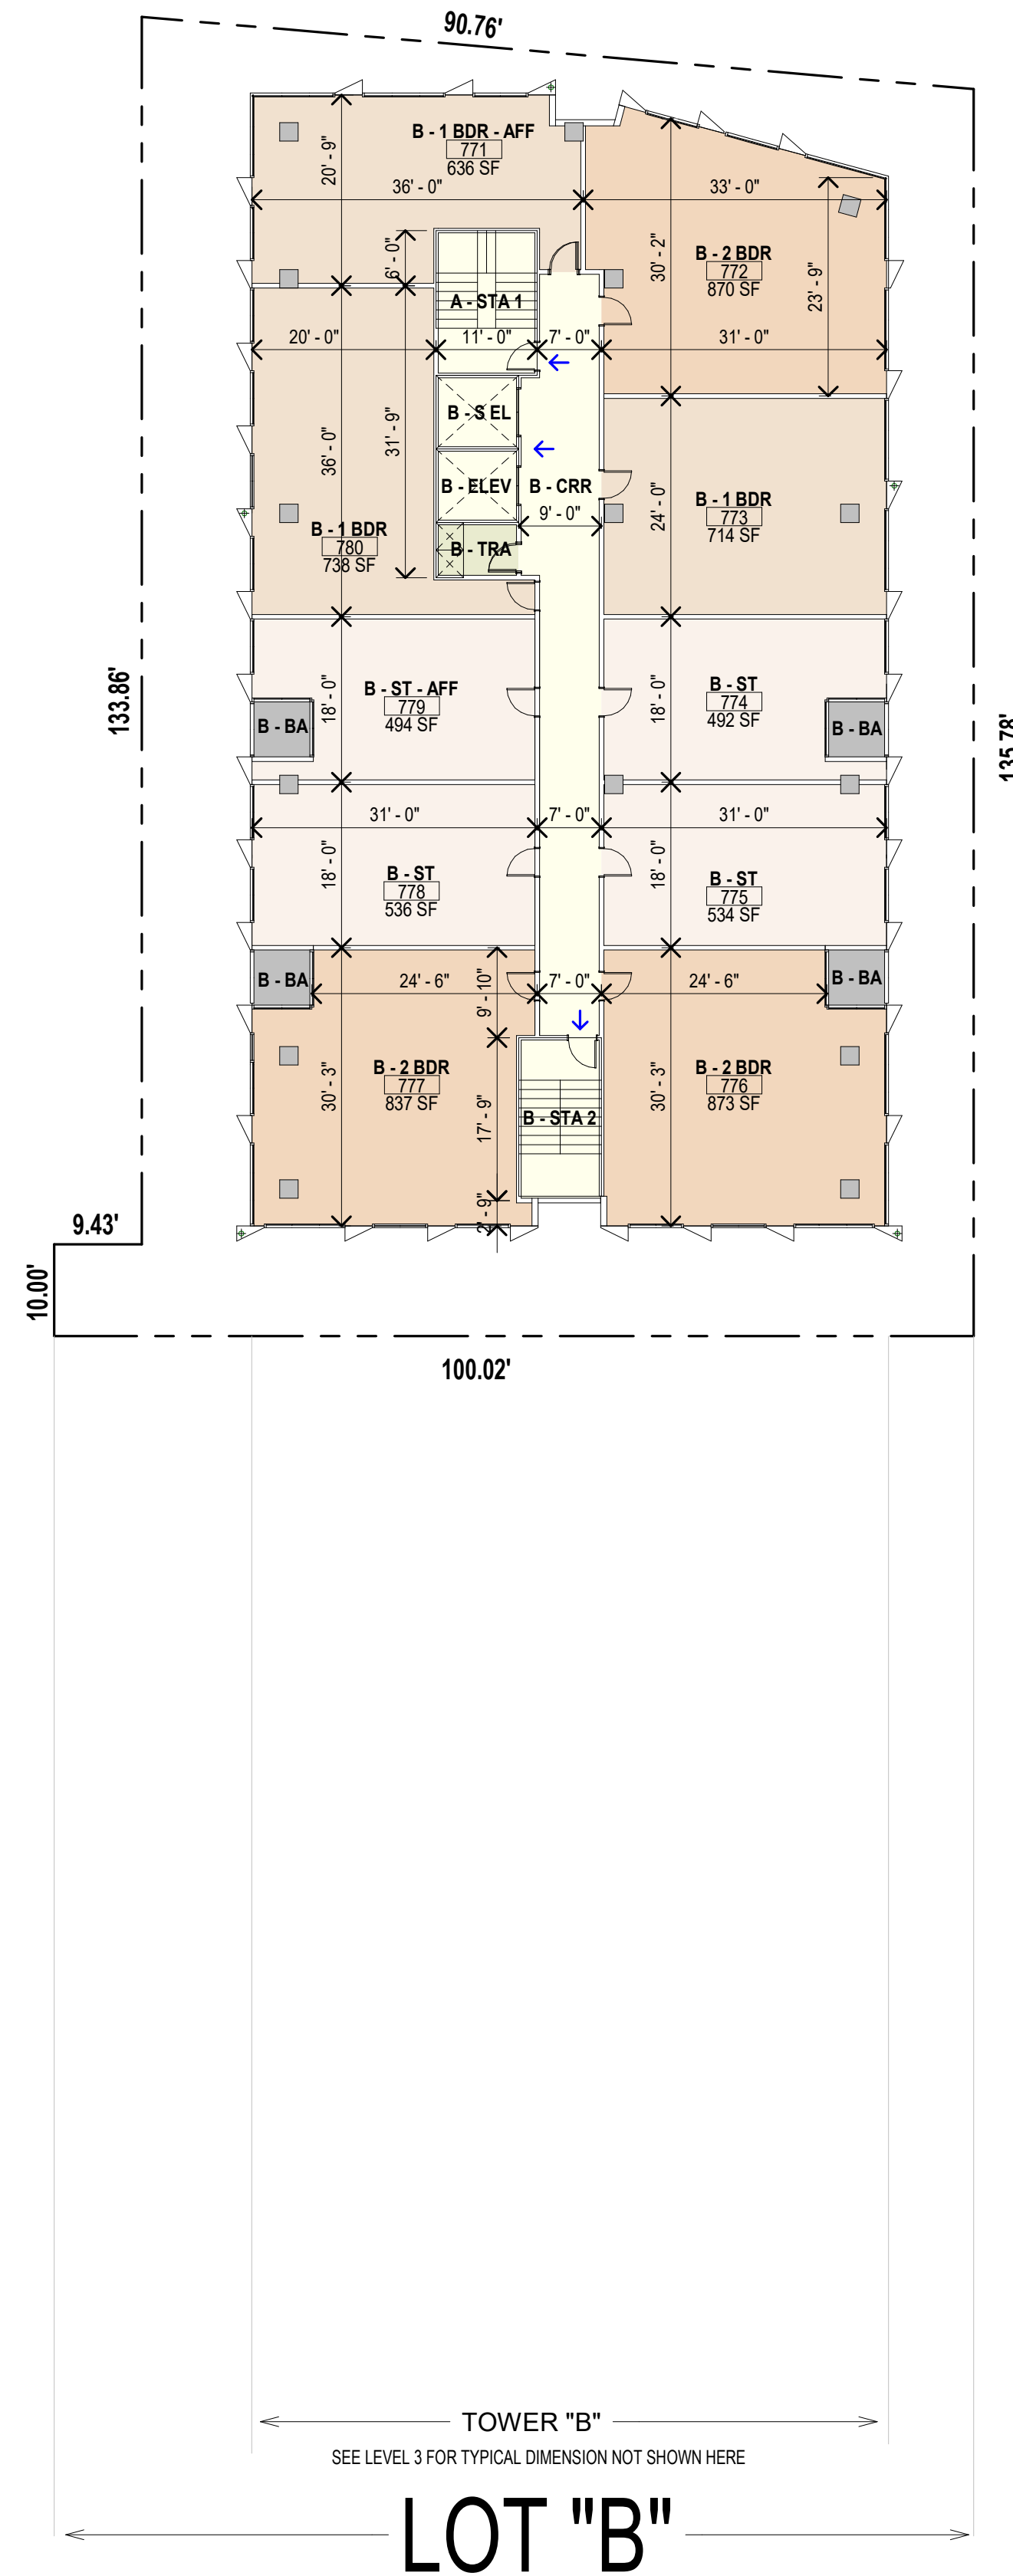 90.76'
B - 1 BDR - AFF
771
636 SF
20' - 9"
36' - 0"
33' - 0"
6' - 0"
30' - 2"
B - 2 BDR
772
870 SF
23' - 9"
A - STA 1
20' - 0"
11' - 0"
7' - 0"
31' - 0"
B - S EL
36' - 0"
31' - 9"
B - ELEV
B - CRR
9' - 0"
24' - 0"
B - 1 BDR
773
714 SF
B - 1 BDR
780
738 SF
B - TRA
133.86'
135.78'
B - ST - AFF
779
494 SF
18' - 0"
B - BA
18' - 0"
B - ST
774
492 SF
B - BA
31' - 0"
7' - 0"
31' - 0"
18' - 0"
B - ST
778
536 SF
18' - 0"
B - ST
775
534 SF
B - BA
24' - 6"
9' - 10"
7' - 0"
24' - 6"
B - BA
30' - 3"
B - 2 BDR
777
837 SF
17' - 9"
B - STA 2
30' - 3"
B - 2 BDR
776
873 SF
2' - 9"
9.43'
10.00'
100.02'
TOWER "B"
SEE LEVEL 3 FOR TYPICAL DIMENSION NOT SHOWN HERE
LOT "B"